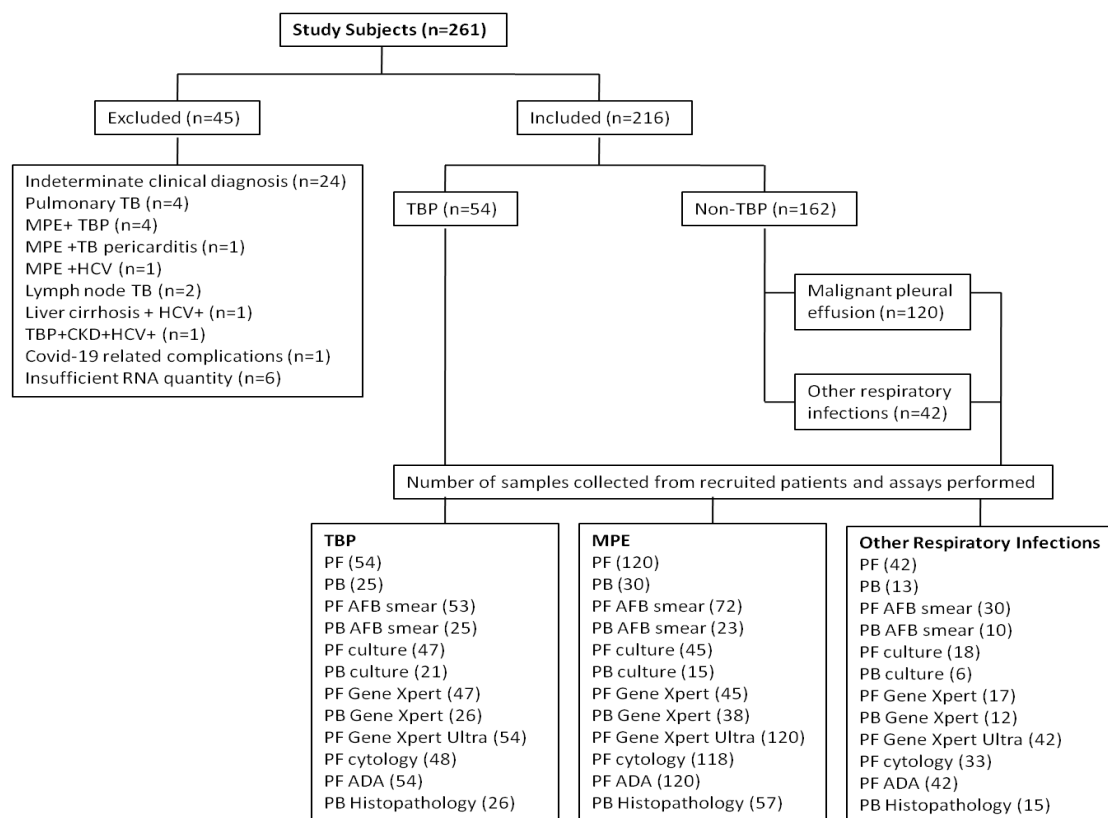 Study Subjects (n=261)
Excluded (n=45)
Included (n=216)
Indeterminate clinical diagnosis (n=24)
Pulmonary TB (n=4)
MPE+ TBP (n=4)
MPE +TB pericarditis (n=1)
MPE +HCV (n=1)
Lymph node TB (n=2)
Liver cirrhosis + HCV+ (n=1)
TBP+CKD+HCV+ (n=1)
Covid-19 related complications (n=1)
Insufficient RNA quantity (n=6)
TBP (n=54)
Non-TBP (n=162)
Malignant pleural
effusion (n=120)
Other respiratory
infections (n=42)
Number of samples collected from recruited patients and assays performed
TBP
PF (54)
PB (25)
PF AFB smear (53)
PB AFB smear (25)
PF culture (47)
PB culture (21)
PF Gene Xpert (47)
PB Gene Xpert (26)
PF Gene Xpert Ultra (54)
PF cytology (48)
PF ADA (54)
PB Histopathology (26)
MPE
PF (120)
PB (30)
PF AFB smear (72)
PB AFB smear (23)
PF culture (45)
PB culture (15)
PF Gene Xpert (45)
PB Gene Xpert (38)
PF Gene Xpert Ultra (120)
PF cytology (118)
PF ADA (120)
PB Histopathology (57)
Other Respiratory Infections
PF (42)
PB (13)
PF AFB smear (30)
PB AFB smear (10)
PF culture (18)
PB culture (6)
PF Gene Xpert (17)
PB Gene Xpert (12)
PF Gene Xpert Ultra (42)
PF cytology (33)
PF ADA (42)
PB Histopathology (15)